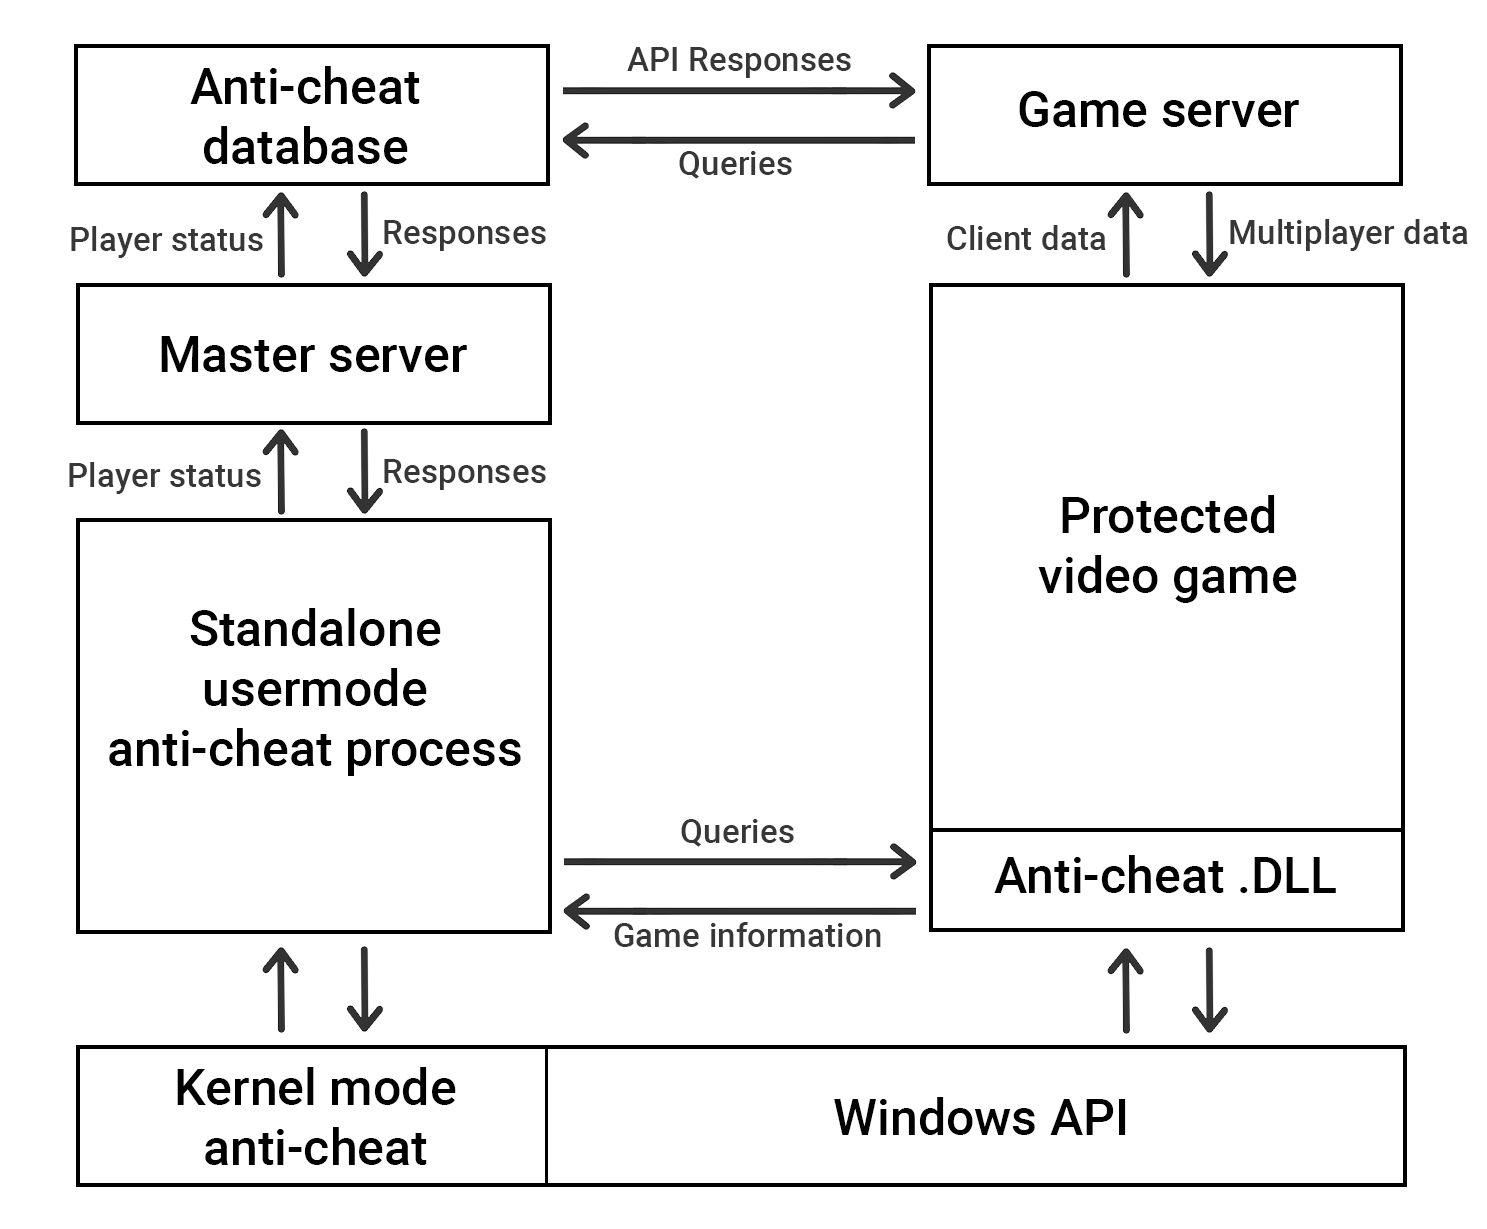 Anti-cheat
database
API Responses
Queries
Game server
Player status
Responses
Client data
Multiplayer data
Master server
Player status
Responses
Protected
video game
Standalone
usermode
anti-cheat process
Queries
Game information
Anti-cheat .DLL
Kernel mode
anti-cheat
Windows API